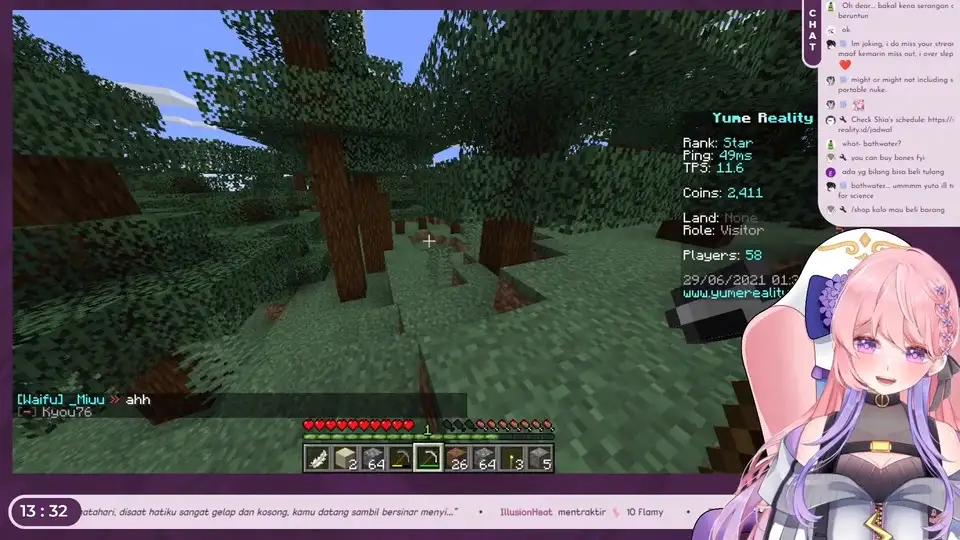 CHAT
Oh dear... bakal kena serangan
beruntun
ok
Im joking, i do miss your
maaf kemarin miss out, i over
might or might not including
portable nuke.
Check Shia's schedule:
reality.id/jadwal
what- bathwater?
you can buy bones fyi
ada yg bilang bisa beli tulang
bathwater... ummmm yuta ill
for science
/shop kalo mau beli barang
Yume Reality
Rank: Star
Ping: 49ms
TPS: 11.6
Coins: 2,411
Land: None
Role: Visitor
Players: 58
29/06/2021 01:3
www.yumereality
[Waifu] _Miuu » ahh
[-] Kyou76
1
2 64 26 64 3 5
13 : 32
atahari, disaat hatiku sangat gelap dan kosong, kamu datang sambil bersinar menyi..." • IllusionHeat mentraktir 10 Flamy •